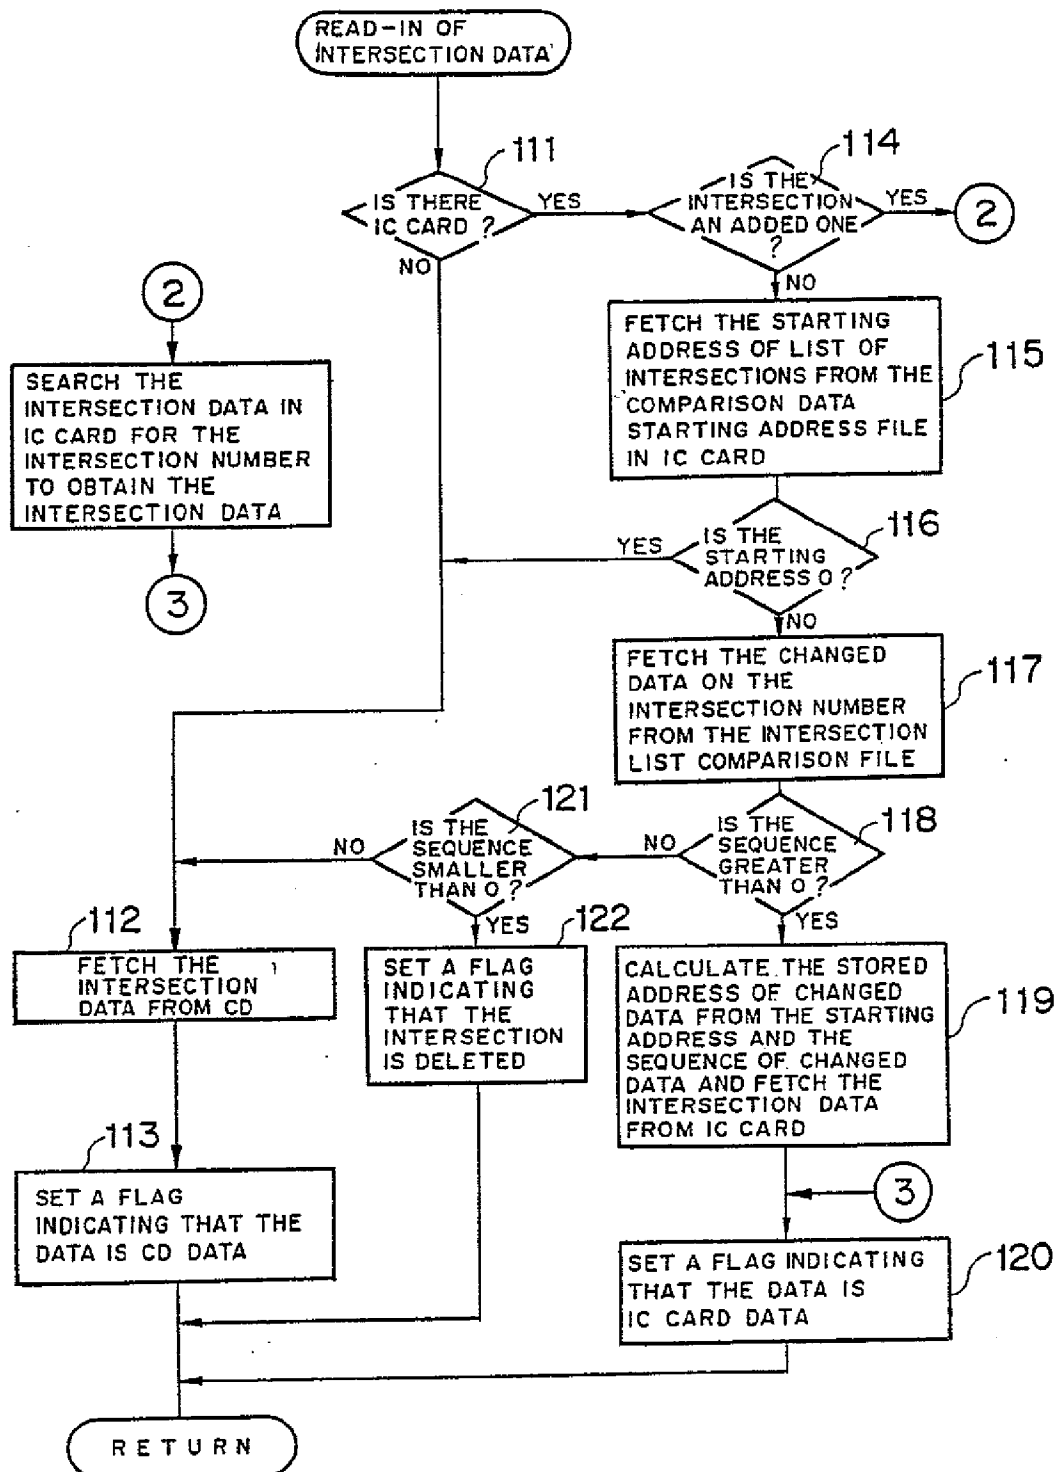 READ-IN OF
'INTERSECTION DATA'
111
IS THERE
IC CARD ?
YES
NO
114
IS THE
INTERSECTION
AN ADDED ONE
?
YES
2
NO
2
SEARCH THE
INTERSECTION DATA IN
IC CARD FOR THE
INTERSECTION NUMBER
TO OBTAIN THE
INTERSECTION DATA
3
FETCH THE STARTING
ADDRESS OF LIST OF
INTERSECTIONS FROM THE
COMPARISON DATA
STARTING ADDRESS FILE
IN IC CARD
115
116
IS THE
STARTING
ADDRESS O ?
YES
NO
FETCH THE CHANGED
DATA ON THE
INTERSECTION NUMBER
FROM THE INTERSECTION
LIST COMPARISON FILE
117
118
IS THE
SEQUENCE
GREATER
THAN O ?
NO
YES
121
IS THE
SEQUENCE
SMALLER
THAN O ?
NO
YES
112
FETCH THE
INTERSECTION
DATA FROM CD
122
SET A FLAG
INDICATING
THAT THE
INTERSECTION
IS DELETED
CALCULATE THE STORED
ADDRESS OF CHANGED
DATA FROM THE STARTING
ADDRESS AND THE
SEQUENCE OF CHANGED
DATA AND FETCH THE
INTERSECTION DATA
FROM IC CARD
119
113
SET A FLAG
INDICATING THAT THE
DATA IS CD DATA
3
SET A FLAG INDICATING
THAT THE DATA IS
IC CARD DATA
120
RETURN